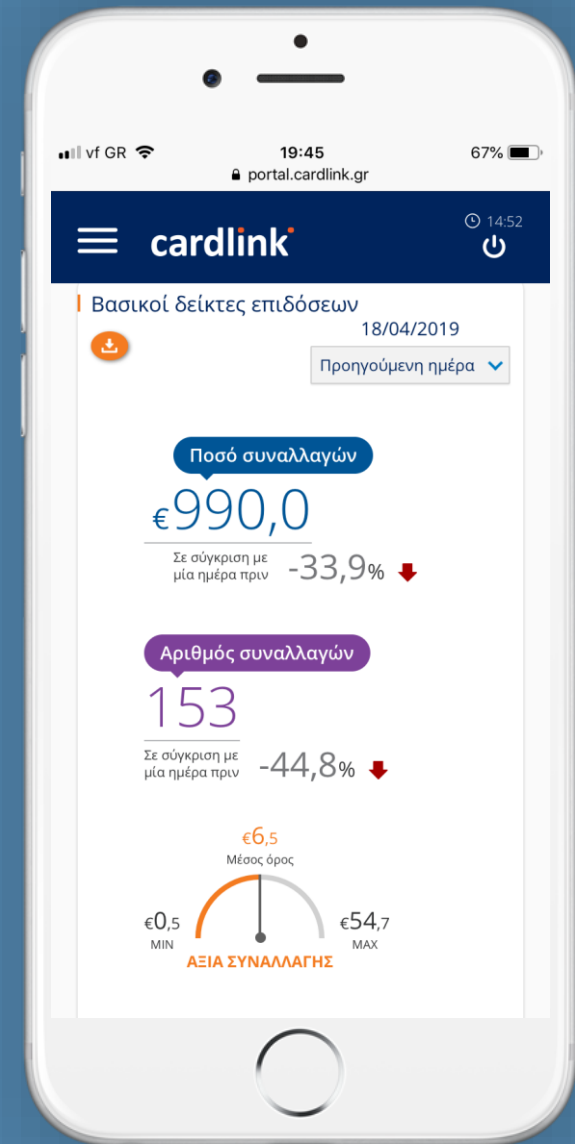 vf GR 19:45 67%
portal.cardlink.gr
cardlink 14:52
Βασικοί δείκτες επιδόσεων
18/04/2019
Προηγούμενη ημέρα
Ποσό συναλλαγών
€990,0
Σε σύγκριση με
μία ημέρα πριν -33,9%
Αριθμός συναλλαγών
153
Σε σύγκριση με
μία ημέρα πριν -44,8%
€6,5
Μέσος όρος
€0,5 €54,7
MIN MAX
ΑΞΙΑ ΣΥΝΑΛΛΑΓΗΣ